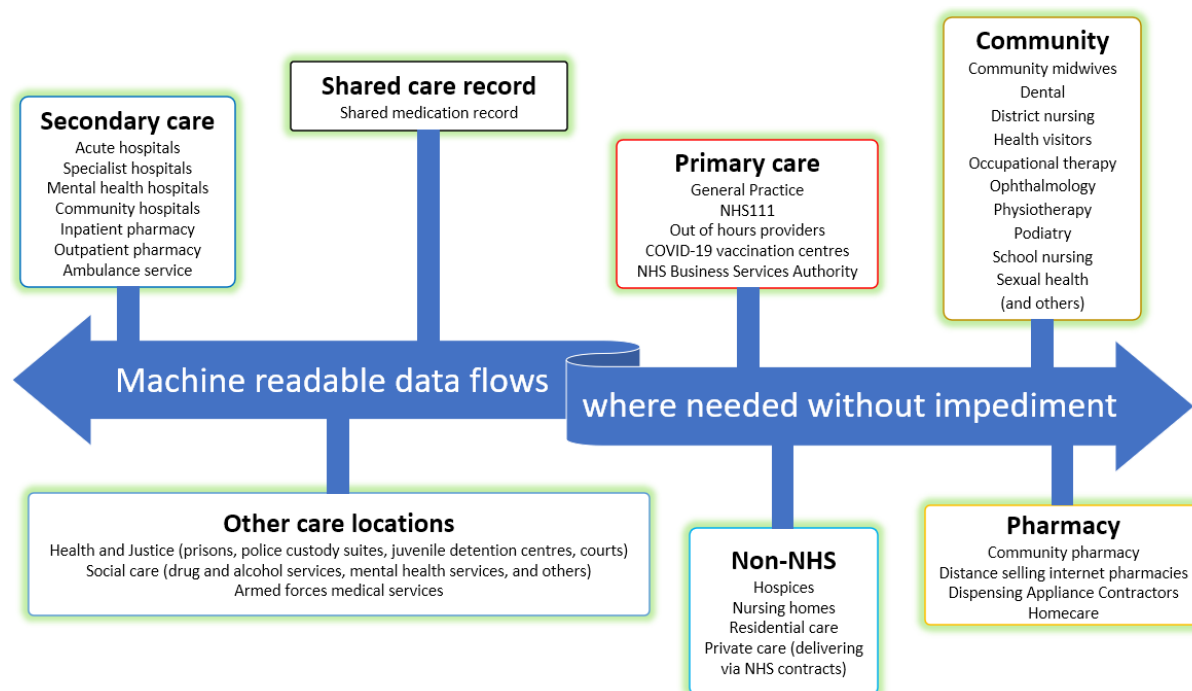 Secondary care
Acute hospitals
Specialist hospitals
Mental health hospitals
Community hospitals
Inpatient pharmacy
Outpatient pharmacy
Ambulance service
Shared care record
Shared medication record
Primary care
General Practice
NHS111
Out of hours providers
COVID-19 vaccination centres
NHS Business Services Authority
Community
Community midwives
Dental
District nursing
Health visitors
Occupational therapy
Ophthalmology
Physiotherapy
Podiatry
School nursing
Sexual health
(and others)
Machine readable data flows
where needed without impediment
Other care locations
Health and Justice (prisons, police custody suites, juvenile detention centres, courts)
Social care (drug and alcohol services, mental health services, and others)
Armed forces medical services
Non-NHS
Hospices
Nursing homes
Residential care
Private care (delivering
via NHS contracts)
Pharmacy
Community pharmacy
Distance selling internet pharmacies
Dispensing Appliance Contractors
Homecare